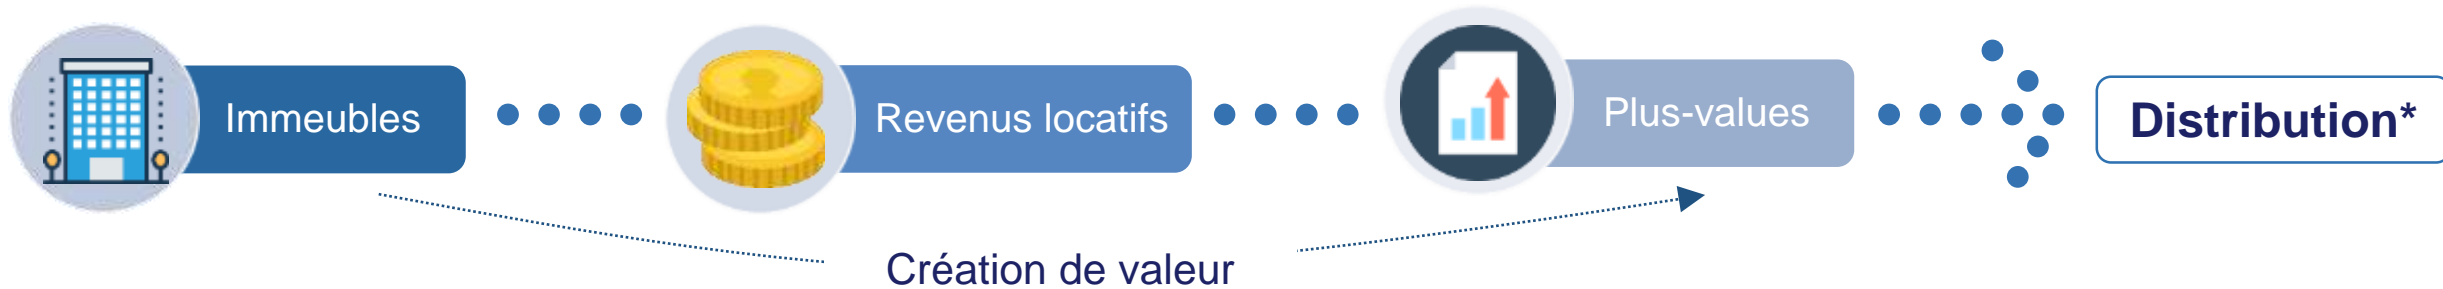 Immeubles
Revenus locatifs
Plus-values
Distribution*
Création de valeur